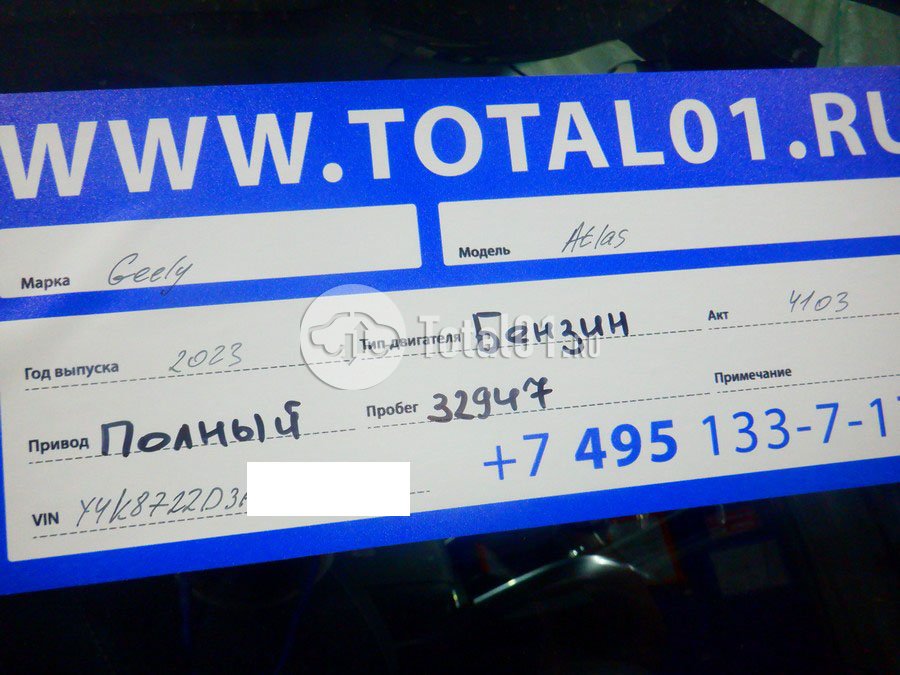 WWW.TOTAL01.RU
Марка Geely Модель Atlas
Год выпуска 2023 Тип двигателя Бензин Акт 4103
Total01.ru
Привод Полный Пробег 32947 Примечание
+7 495 133-7-1
VIN Y4K8722D3